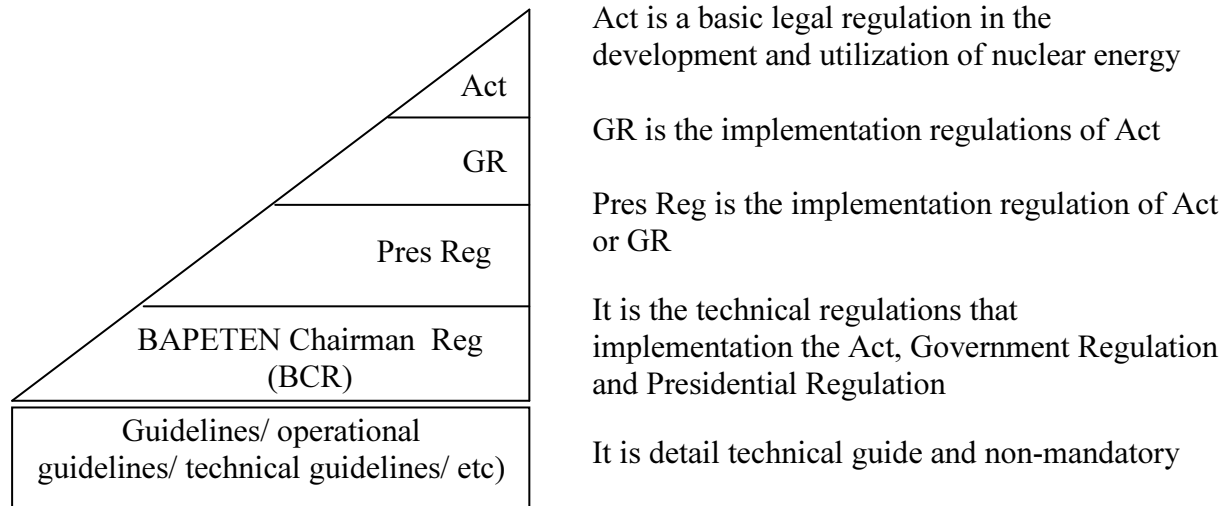 Act
GR
Pres Reg
BAPETEN Chairman  Reg
(BCR)
Guidelines/ operational
guidelines/ technical guidelines/ etc)
Act is a basic legal regulation in the
development and utilization of nuclear energy
GR is the implementation regulations of Act
Pres Reg is the implementation regulation of Act
or GR
It is the technical regulations that
implementation the Act, Government Regulation
and Presidential Regulation
It is detail technical guide and non-mandatory